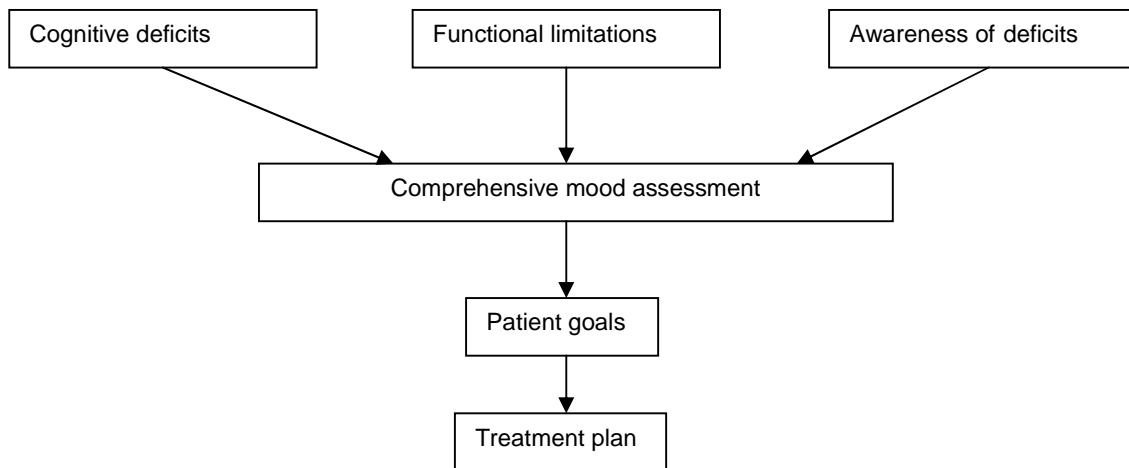 Cognitive deficits
Functional limitations
Awareness of deficits
Comprehensive mood assessment
Patient goals
Treatment plan